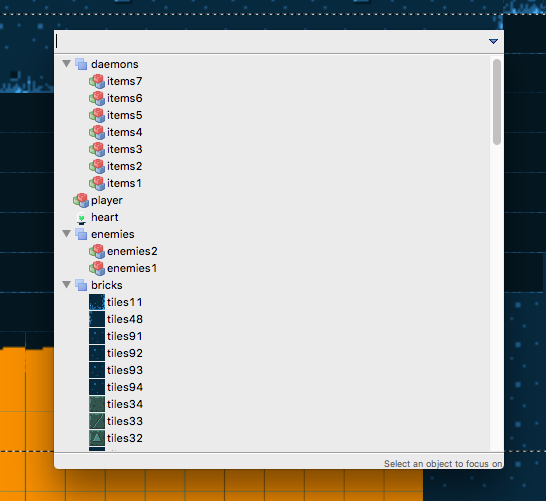 daemons
items7
items6
items5
items4
items3
items2
items1
player
heart
enemies
enemies2
enemies1
bricks
tiles11
tiles48
tiles91
tiles92
tiles93
tiles94
tiles34
tiles33
tiles32
Select an object to focus on